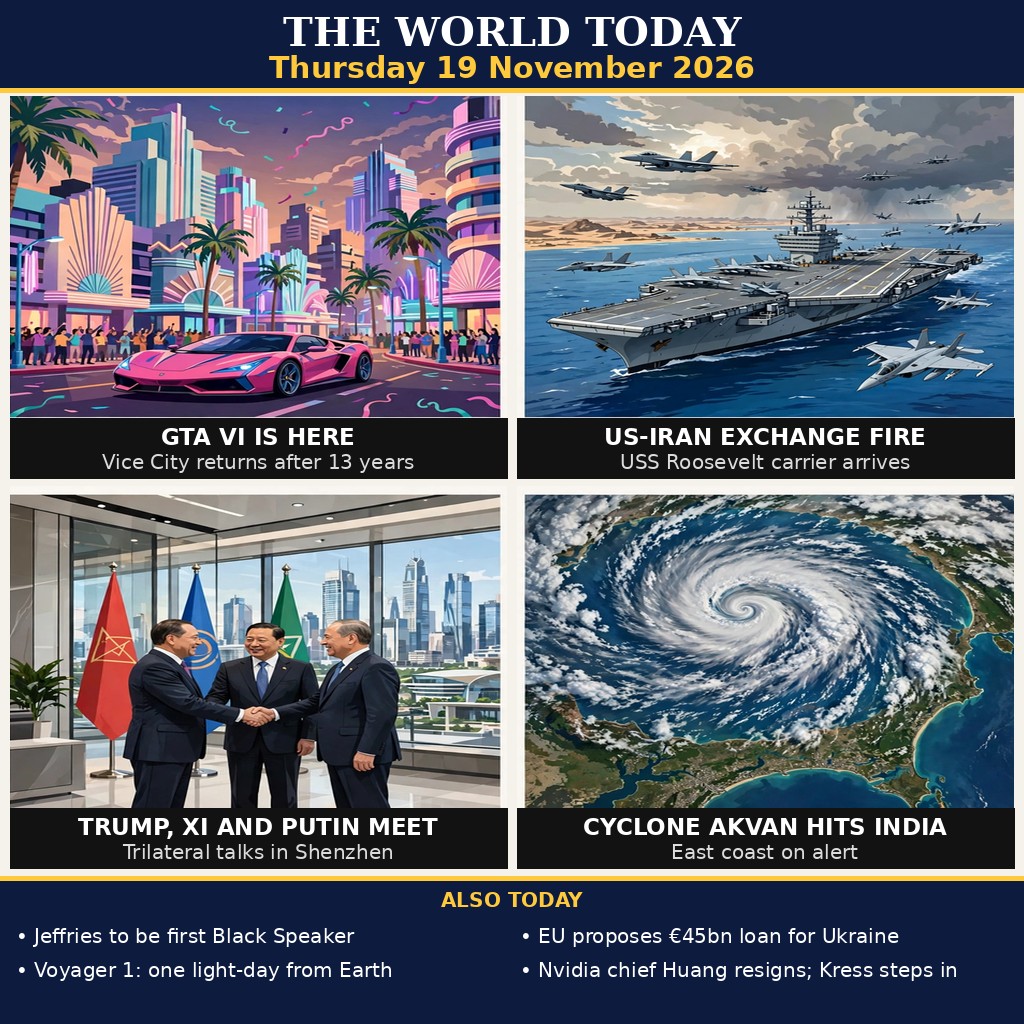 THE WORLD TODAY
Thursday 19 November 2026
GTA VI IS HERE
Vice City returns after 13 years
US-IRAN EXCHANGE FIRE
USS Roosevelt carrier arrives
TRUMP, XI AND PUTIN MEET
Trilateral talks in Shenzhen
CYCLONE AKVAN HITS INDIA
East coast on alert
ALSO TODAY
• Jeffries to be first Black Speaker
• Voyager 1: one light-day from Earth
• EU proposes €45bn loan for Ukraine
• Nvidia chief Huang resigns; Kress steps in